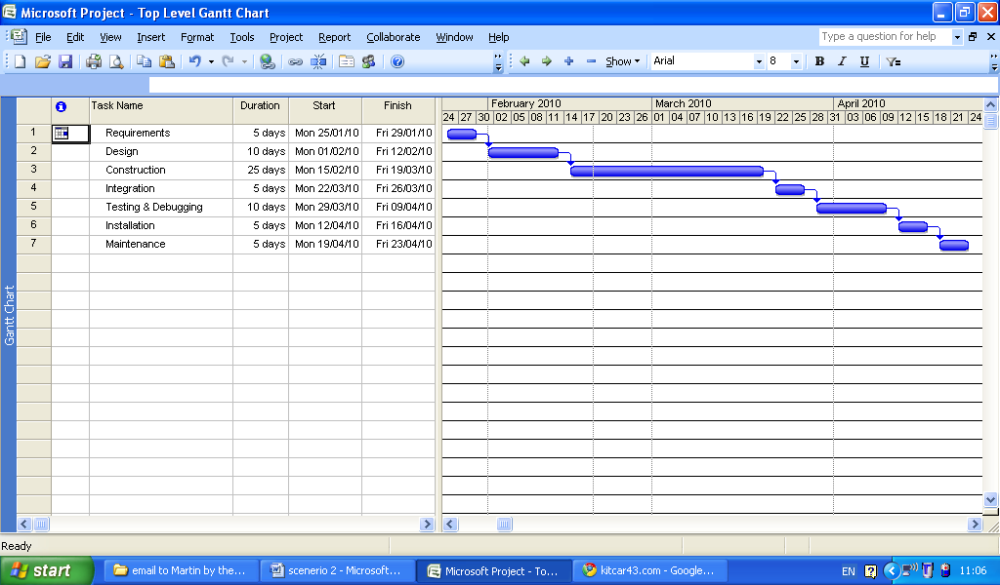 Microsoft Project - Top Level Gantt Chart
File Edit View Insert Format Tools Project Report Collaborate Window Help Type a question for help
Show Arial 8 B I U
Task Name Duration Start Finish February 2010 March 2010 April 2010
24 27 30 02 05 08 11 14 17 20 23 26 01 04 07 10 13 16 19 22 25 28 31 03 06 09 12 15 18 21 24
1 Requirements 5 days Mon 25/01/10 Fri 29/01/10
2 Design 10 days Mon 01/02/10 Fri 12/02/10
3 Construction 25 days Mon 15/02/10 Fri 19/03/10
4 Integration 5 days Mon 22/03/10 Fri 26/03/10
5 Testing & Debugging 10 days Mon 29/03/10 Fri 09/04/10
6 Installation 5 days Mon 12/04/10 Fri 16/04/10
7 Maintenance 5 days Mon 19/04/10 Fri 23/04/10
Gantt Chart
Ready
start email to Martin by the... scenerio 2 - Microsoft... Microsoft Project - To... kitcar43.com - Google... EN 11:06